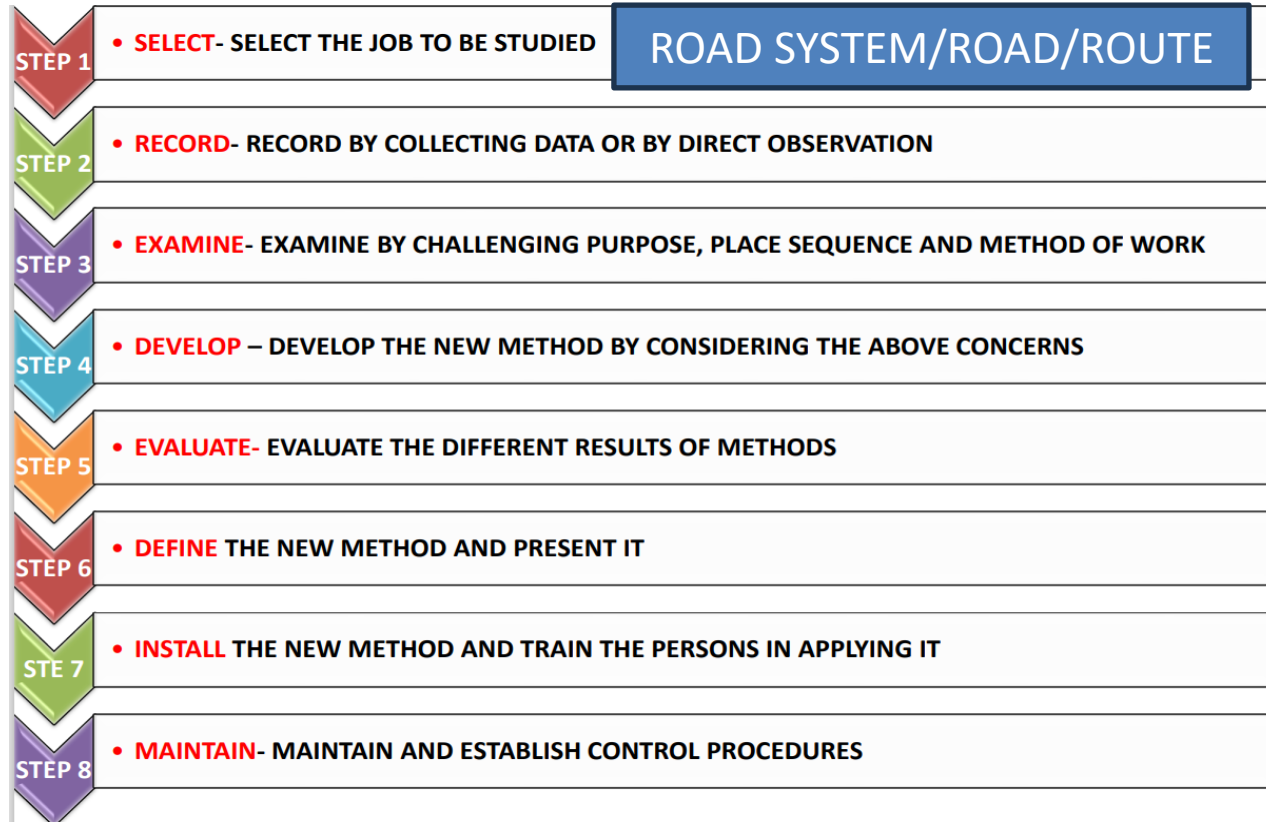 STEP 1
• SELECT- SELECT THE JOB TO BE STUDIED
ROAD SYSTEM/ROAD/ROUTE
STEP 2
• RECORD- RECORD BY COLLECTING DATA OR BY DIRECT OBSERVATION
STEP 3
• EXAMINE- EXAMINE BY CHALLENGING PURPOSE, PLACE SEQUENCE AND METHOD OF WORK
STEP 4
• DEVELOP – DEVELOP THE NEW METHOD BY CONSIDERING THE ABOVE CONCERNS
STEP 5
• EVALUATE- EVALUATE THE DIFFERENT RESULTS OF METHODS
STEP 6
• DEFINE THE NEW METHOD AND PRESENT IT
STE 7
• INSTALL THE NEW METHOD AND TRAIN THE PERSONS IN APPLYING IT
STEP 8
• MAINTAIN- MAINTAIN AND ESTABLISH CONTROL PROCEDURES